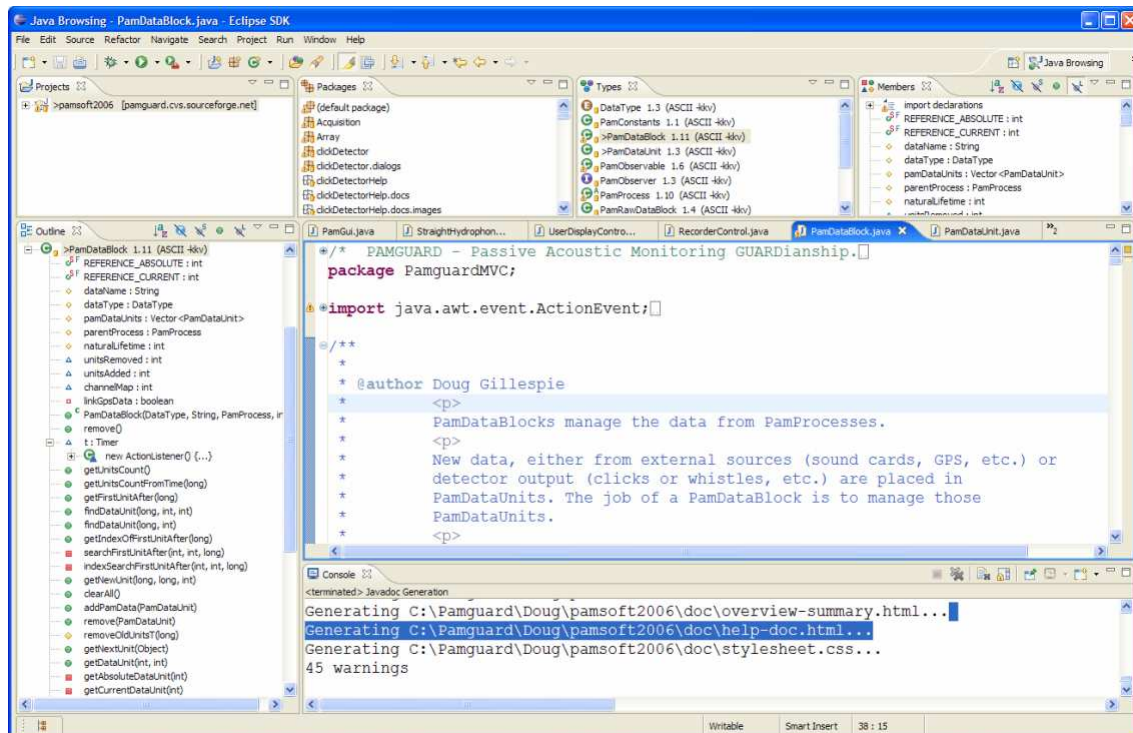 Java Browsing - PamDataBlock.java - Eclipse SDK
File Edit Source Refactor Navigate Search Project Run Window Help
Java Browsing
Projects
>pamsoft2006 [pamguard.cvs.sourceforge.net]
Packages
(default package)
Acquisition
Array
clickDetector
clickDetector.dialogs
clickDetectorHelp
clickDetectorHelp.docs
clickDetectorHelp.docs.images
Types
DataType 1.3 (ASCII -kkv)
PamConstants 1.1 (ASCII -kkv)
>PamDataBlock 1.11 (ASCII -kkv)
>PamDataUnit 1.3 (ASCII -kkv)
PamObservable 1.6 (ASCII -kkv)
PamObserver 1.3 (ASCII -kkv)
PamProcess 1.10 (ASCII -kkv)
PamRawDataBlock 1.4 (ASCII -kkv)
Members
import declarations
REFERENCE_ABSOLUTE : int
REFERENCE_CURRENT : int
dataName : String
dataType : DataType
pamDataUnits : Vector<PamDataUnit>
parentProcess : PamProcess
naturalLifetime : int
unitsRemoved : int
Outline
>PamDataBlock 1.11 (ASCII -kkv)
REFERENCE_ABSOLUTE : int
REFERENCE_CURRENT : int
dataName : String
dataType : DataType
pamDataUnits : Vector<PamDataUnit>
parentProcess : PamProcess
naturalLifetime : int
unitsRemoved : int
unitsAdded : int
channelMap : int
linkGpsData : boolean
PamDataBlock(DataType, String, PamProcess, ir
remove()
t : Timer
new ActionListener() {...}
getUnitsCount()
getUnitsCountFromTime(long)
getFirstUnitAfter(long)
findDataUnit(long, int, int)
findDataUnit(long, int)
getIndexOfFirstUnitAfter(long)
searchFirstUnitAfter(int, int, long)
indexSearchFirstUnitAfter(int, int, long)
getNewUnit(long, long, int)
clearAll()
addPamData(PamDataUnit)
remove(PamDataUnit)
removeOldUnitsT(long)
getNextUnit(Object)
getDataUnit(int, int)
getAbsoluteDataUnit(int)
getCurrentDataUnit(int)
PamGui.java StraightHydrophon... UserDisplayContro... RecorderControl.java PamDataBlock.java PamDataUnit.java »2
/* PAMGUARD - Passive Acoustic Monitoring GUARDianship.
package PamguardMVC;
import java.awt.event.ActionEvent;
/**
*
* @author Doug Gillespie
* <p>
* PamDataBlocks manage the data from PamProcesses.
* <p>
* New data, either from external sources (sound cards, GPS, etc.) or
* detector output (clicks or whistles, etc.) are placed in
* PamDataUnits. The job of a PamDataBlock is to manage those
* PamDataUnits.
* <p>
Console
<terminated> Javadoc Generation
Generating C:\Pamguard\Doug\pamsoft2006\doc\overview-summary.html...
Generating C:\Pamguard\Doug\pamsoft2006\doc\help-doc.html...
Generating C:\Pamguard\Doug\pamsoft2006\doc\stylesheet.css...
45 warnings
Writable Smart Insert 38 : 15